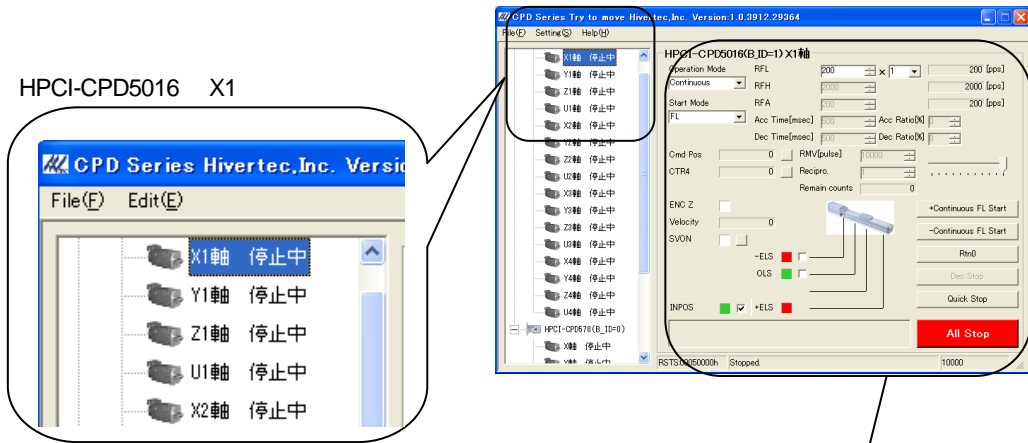 HPCI-CPD5016 X1
CPD Series Hivertec,Inc. Versi
File(F) Edit(E)
X1軸 停止中
Y1軸 停止中
Z1軸 停止中
U1軸 停止中
X2軸 停止中
CPD Series Try to move Hivertec,Inc. Version:1.0.3912.29364
File(F) Setting(S) Help(H)
X1軸 停止中
Y1軸 停止中
Z1軸 停止中
U1軸 停止中
X2軸 停止中
Y2軸 停止中
Z2軸 停止中
U2軸 停止中
X3軸 停止中
Y3軸 停止中
Z3軸 停止中
U3軸 停止中
X4軸 停止中
Y4軸 停止中
Z4軸 停止中
U4軸 停止中
HPCI-CPD578(B_ID=0)
X軸 停止中
Y軸 停止中
HPCI-CPD5016(B_ID=1) X1軸
Operation Mode
Continuous
Start Mode
FL
RFL 200 × 1 200 [pps]
RFH 2000 2000 [pps]
RFA 200 200 [pps]
Acc Time[msec] 500 Acc Ratio[%] 0
Dec Time[msec] 500 Dec Ratio[%] 0
Cmd Pos 0 RMV[pulse] 10000
CTR4 0 Recipro. 1
Remain counts 0
ENC Z
Velocity 0
SVON
-ELS
OLS
INPOS +ELS
+Continuous FL Start
-Continuous FL Start
Rtn0
Dec Stop
Quick Stop
All Stop
RSTS:00050000h Stopped. 10000